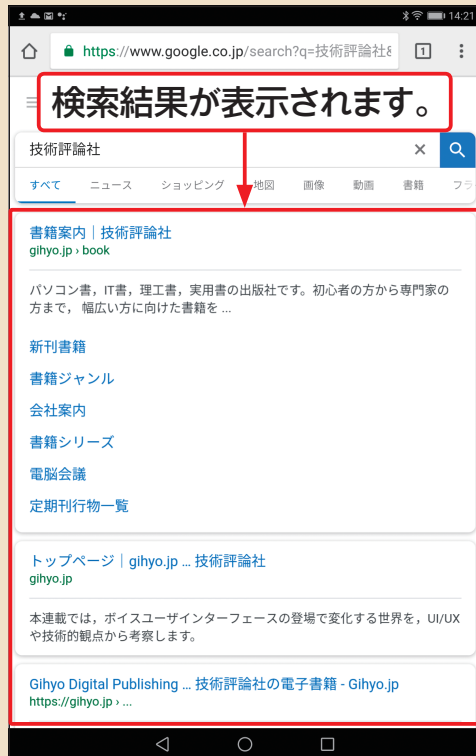 14:21
https://www.google.co.jp/search?q=技術評論社&
1
検索結果が表示されます。
技術評論社
すべて ニュース ショッピング 地図 画像 動画 書籍 フラ
書籍案内｜技術評論社
gihyo.jp › book
パソコン書，IT書，理工書，実用書の出版社です。初心者の方から専門家の
方まで， 幅広い方に向けた書籍を ...
新刊書籍
書籍ジャンル
会社案内
書籍シリーズ
電脳会議
定期刊行物一覧
トップページ｜gihyo.jp … 技術評論社
gihyo.jp
本連載では，ボイスユーザインターフェースの登場で変化する世界を，UI/UX
や技術的観点から考察します。
Gihyo Digital Publishing … 技術評論社の電子書籍 - Gihyo.jp
https://gihyo.jp › ...